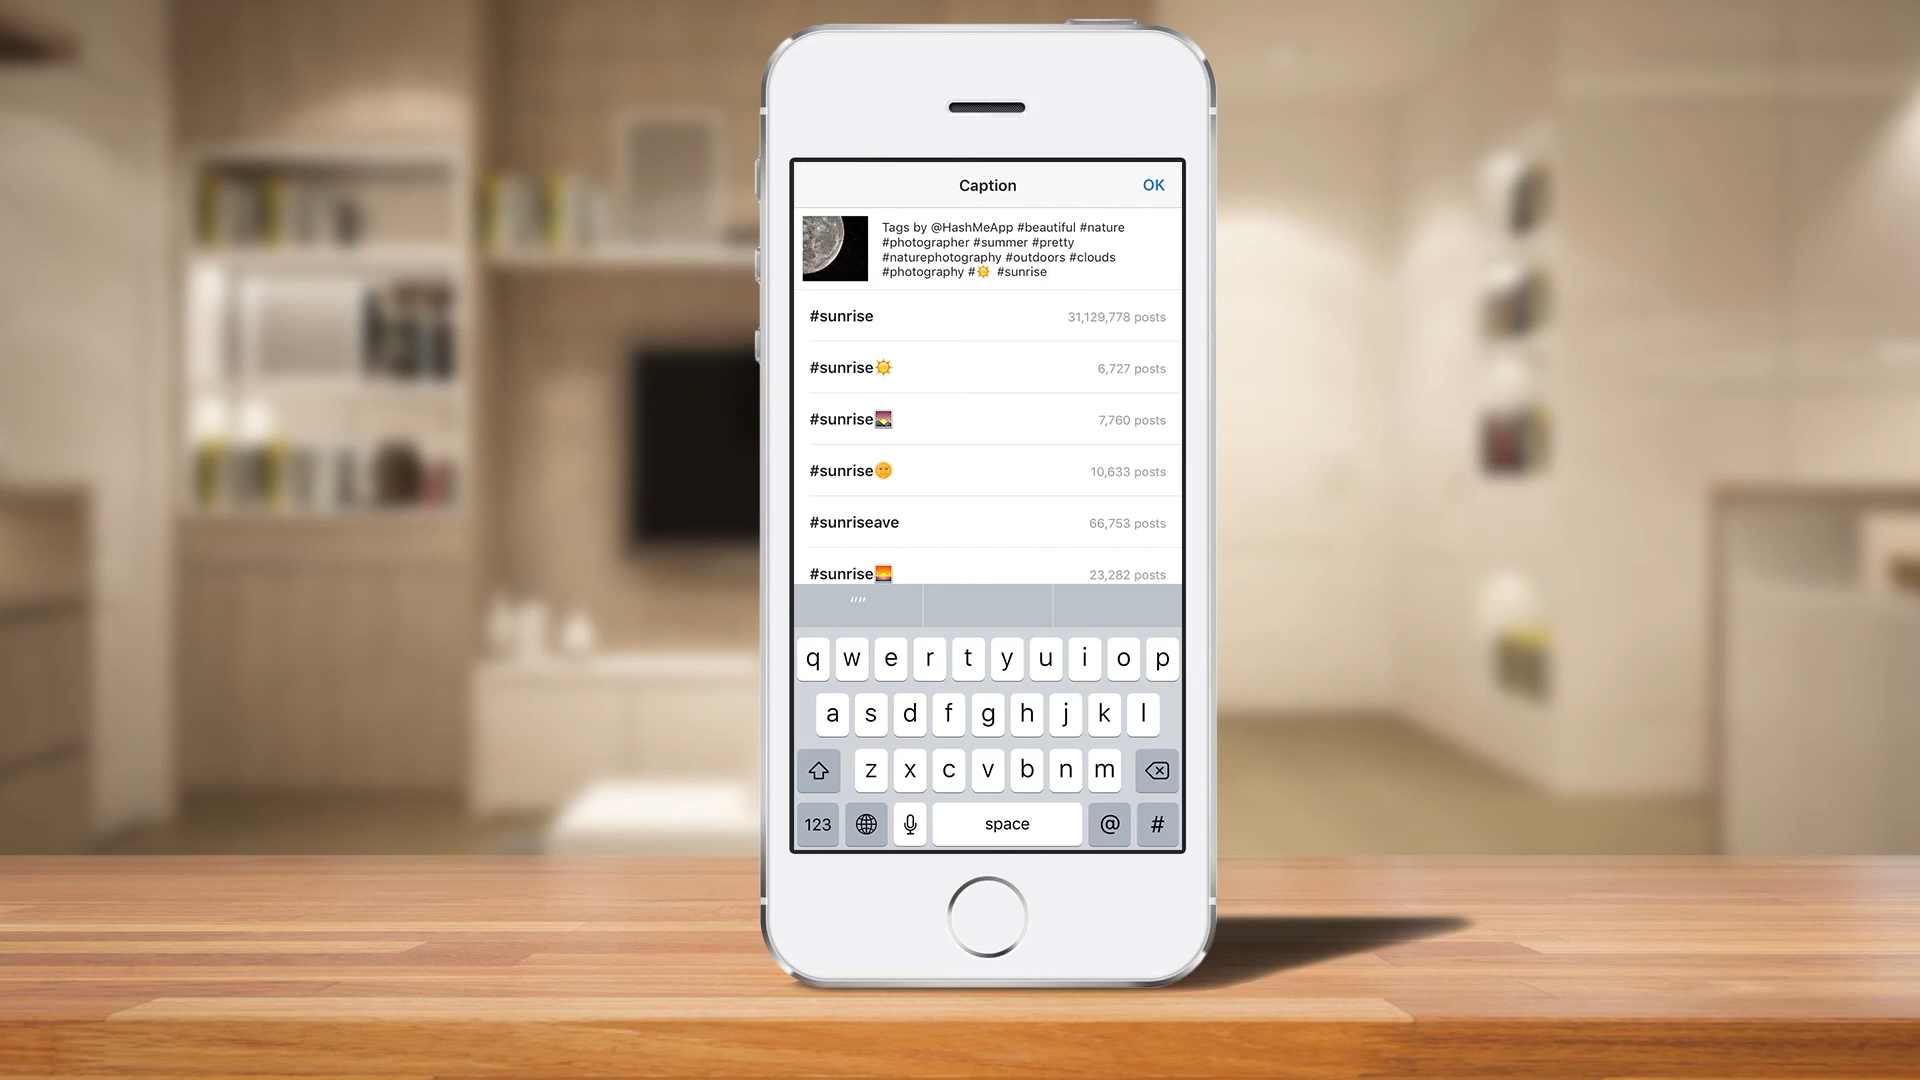 Caption OK
Tags by @HashMeApp #beautiful #nature
#photographer #summer #pretty
#naturephotography #outdoors #clouds
#photography #☀️ #sunrise
#sunrise 31,129,778 posts
#sunrise☀️ 6,727 posts
#sunrise🌄 7,760 posts
#sunrise🌞 10,633 posts
#sunriseave 66,753 posts
#sunrise🌅 23,282 posts
""
q w e r t y u i o p
a s d f g h j k l
z x c v b n m
123 space @ #